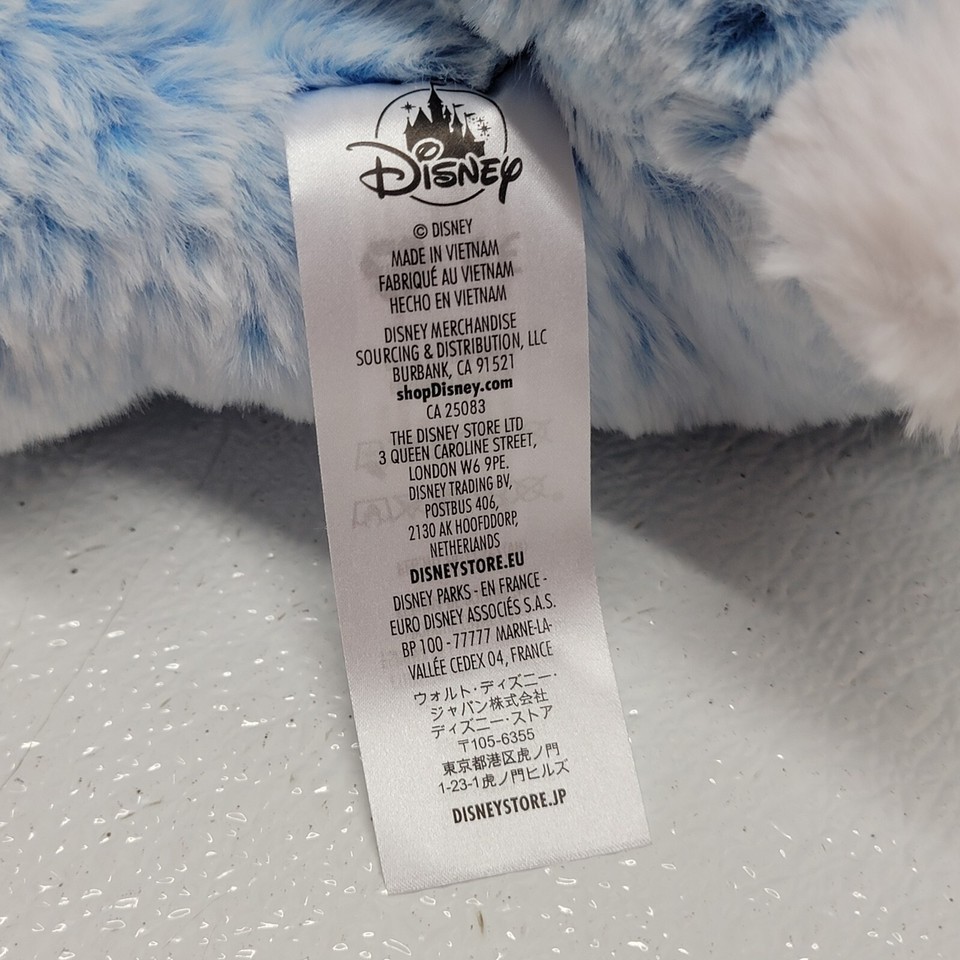 Disney
© DISNEY
MADE IN VIETNAM
FABRIQUÉ AU VIETNAM
HECHO EN VIETNAM
DISNEY MERCHANDISE
SOURCING & DISTRIBUTION, LLC
BURBANK, CA 91521
shopDisney.com
CA 25083
THE DISNEY STORE LTD
3 QUEEN CAROLINE STREET,
LONDON W6 9PE.
DISNEY TRADING BV,
POSTBUS 406,
2130 AK HOOFDDORP,
NETHERLANDS
DISNEYSTORE.EU
DISNEY PARKS - EN FRANCE -
EURO DISNEY ASSOCIÉS S.A.S.
BP 100 - 77777 MARNE-LA-
VALLÉE CEDEX 04, FRANCE
ウォルト・ディズニー・
ジャパン株式会社
ディズニー・ストア
〒105-6355
東京都港区虎ノ門
1-23-1虎ノ門ヒルズ
DISNEYSTORE.JP